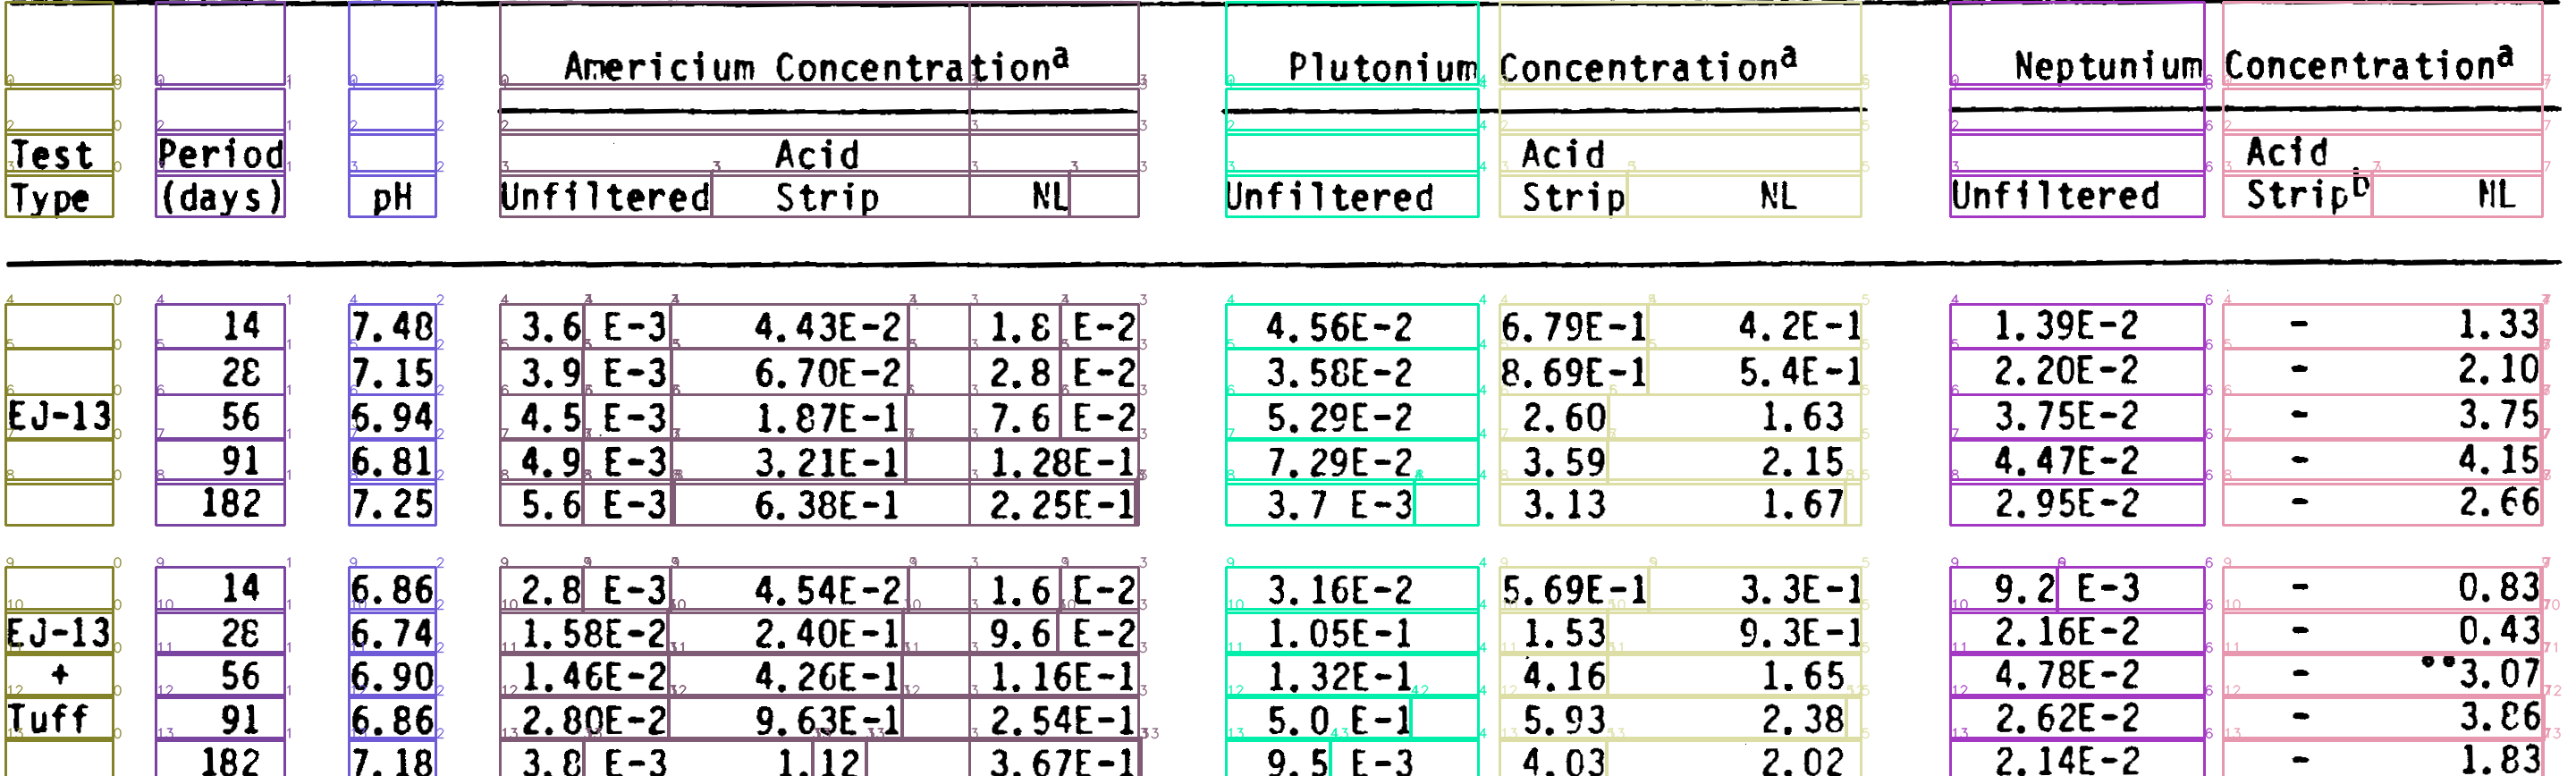 Americium Concentrationa Plutonium Concentrationa Neptunium Concentrationa
Test Period Acid Acid Acid
Type (days) pH Unfiltered Strip NL Unfiltered Strip NL Unfiltered Stripb NL
14 7.48 3.6 E-3 4.43E-2 1.8 E-2 4.56E-2 6.79E-1 4.2E-1 1.39E-2 - 1.33
28 7.15 3.9 E-3 6.70E-2 2.8 E-2 3.58E-2 8.69E-1 5.4E-1 2.20E-2 - 2.10
EJ-13 56 6.94 4.5 E-3 1.87E-1 7.6 E-2 5.29E-2 2.60 1.63 3.75E-2 - 3.75
91 6.81 4.9 E-3 3.21E-1 1.28E-1 7.29E-2 3.59 2.15 4.47E-2 - 4.15
182 7.25 5.6 E-3 6.38E-1 2.25E-1 3.7 E-3 3.13 1.67 2.95E-2 - 2.66
14 6.86 2.8 E-3 4.54E-2 1.6 E-2 3.16E-2 5.69E-1 3.3E-1 9.2 E-3 - 0.83
EJ-13 28 6.74 1.58E-2 2.40E-1 9.6 E-2 1.05E-1 1.53 9.3E-1 2.16E-2 - 0.43
+ 56 6.90 1.46E-2 4.26E-1 1.16E-1 1.32E-1 4.16 1.65 4.78E-2 - 3.07
Tuff 91 6.86 2.80E-2 9.63E-1 2.54E-1 5.0 E-1 5.93 2.38 2.62E-2 - 3.86
182 7.18 3.8 E-3 1.12 3.67E-1 9.5 E-3 4.03 2.02 2.14E-2 - 1.83